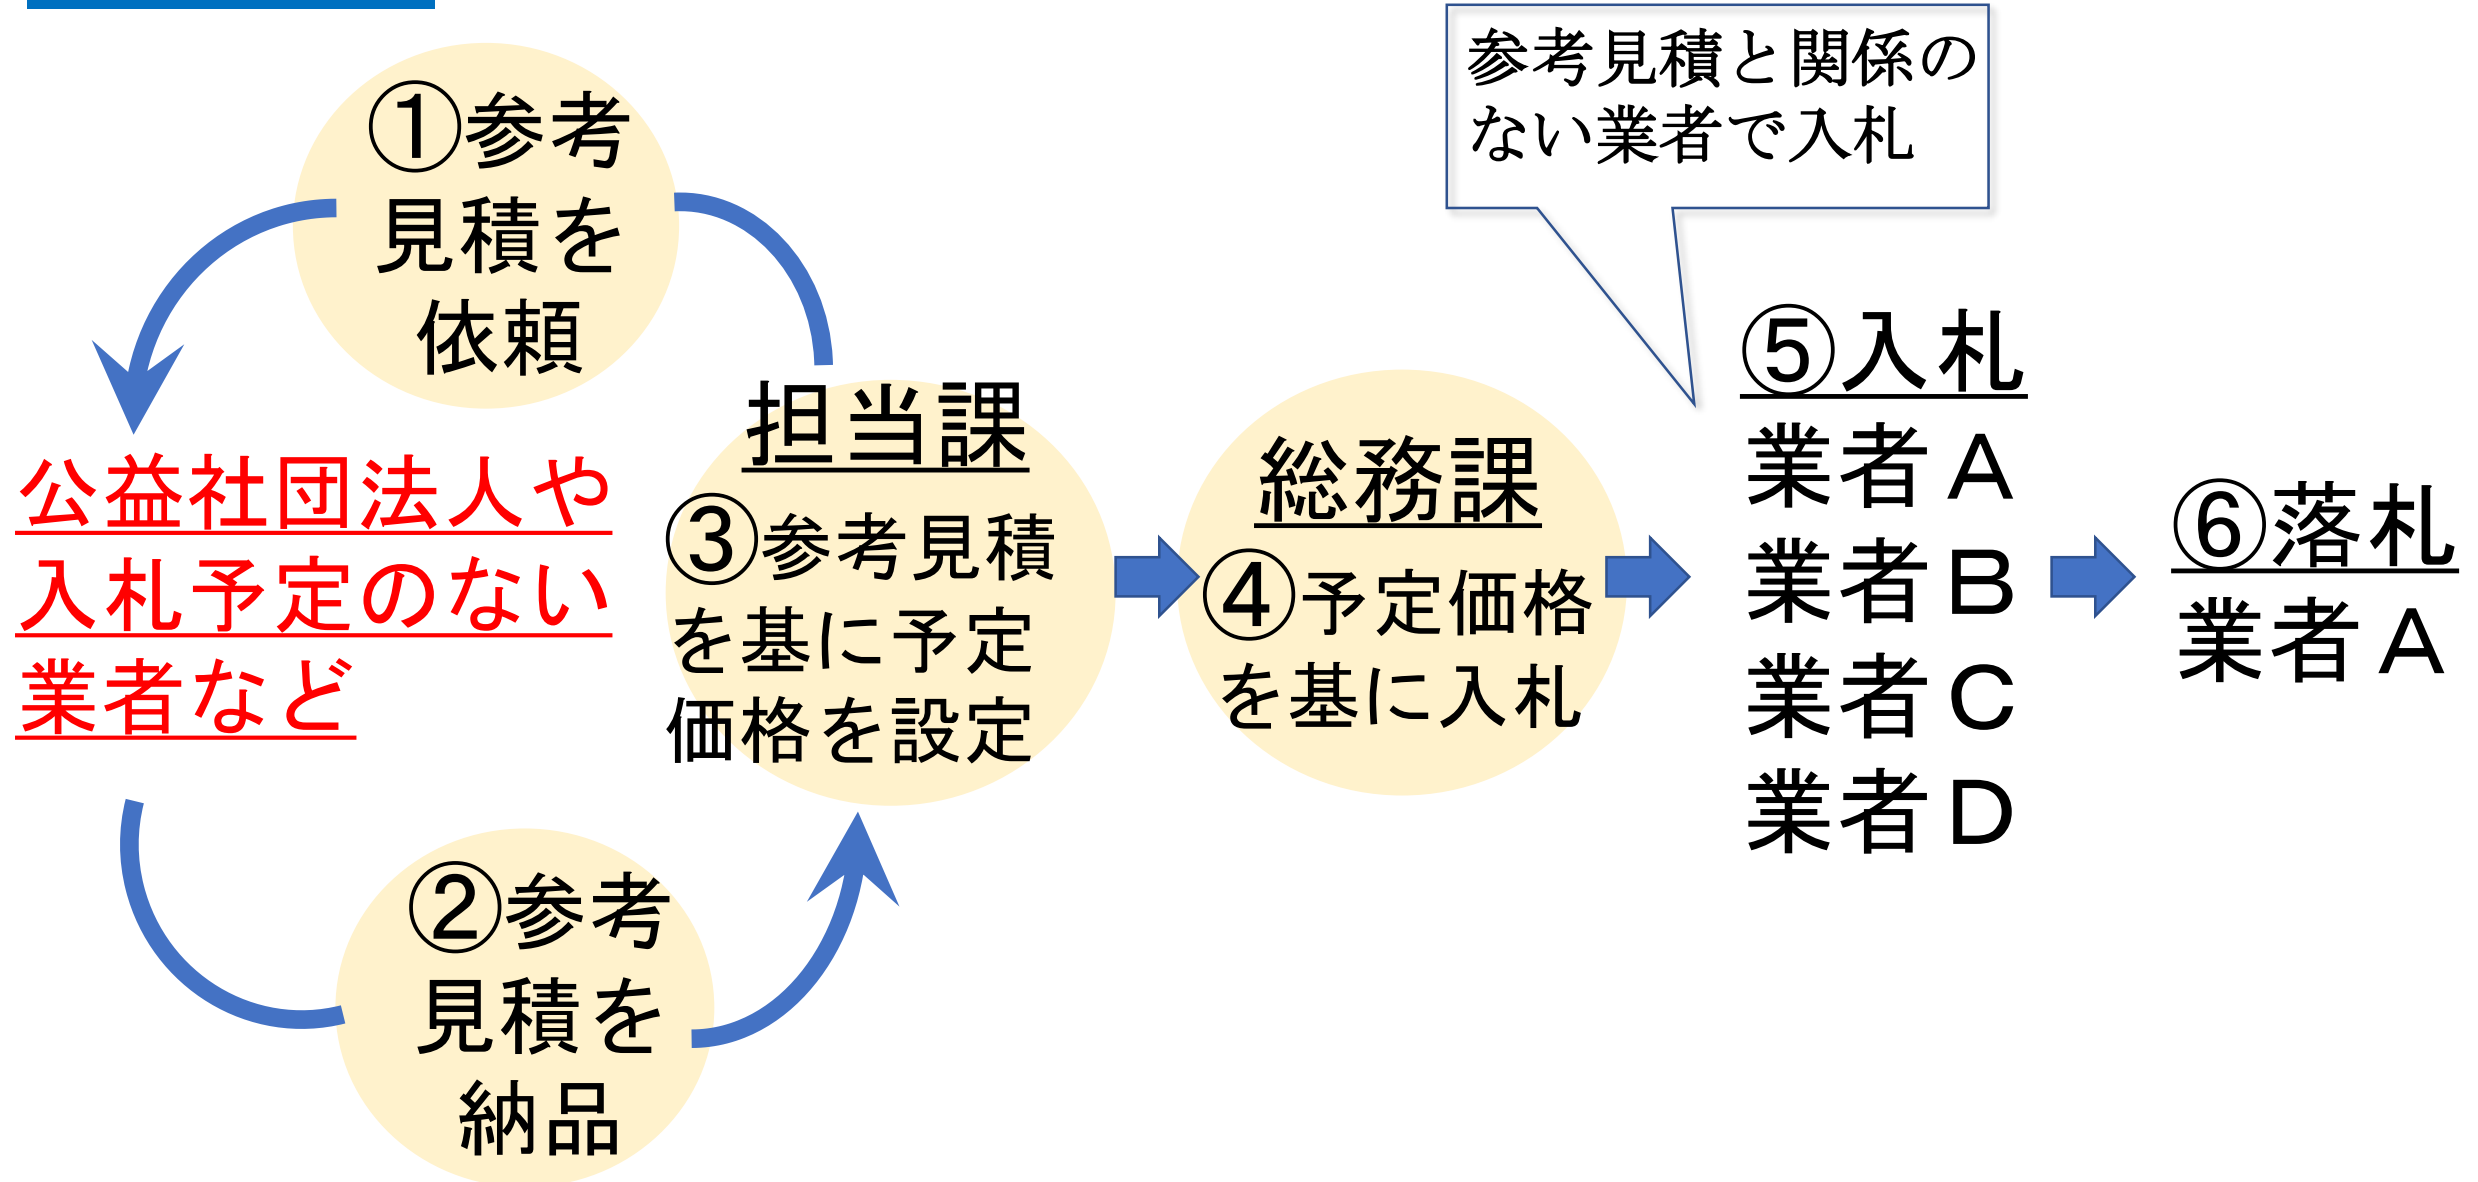 ①参考
見積を
依頼
公益社団法人や
入札予定のない
業者など
②参考
見積を
納品
担当課
③参考見積
を基に予定
価格を設定
総務課
④予定価格
を基に入札
参考見積と関係の
ない業者で入札
⑤入札
業者A
業者B
業者C
業者D
⑥落札
業者A